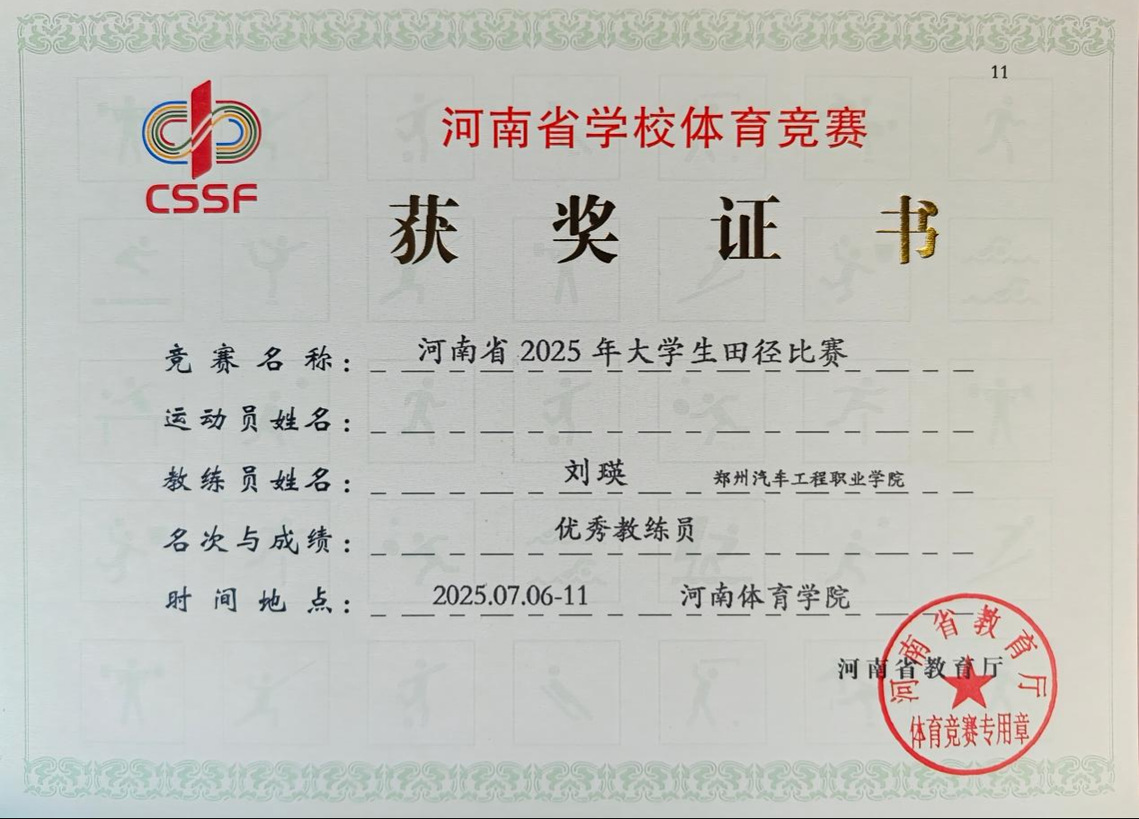 11
CSSF
河南省学校体育竞赛
获奖证书
竞赛名称：河南省 2025 年大学生田径比赛
运动员姓名：
教练员姓名：刘瑛 郑州汽车工程职业学院
名次与成绩：优秀教练员
时间地点：2025.07.06-11 河南体育学院
河南省教育厅
河南省教育厅
体育竞赛专用章